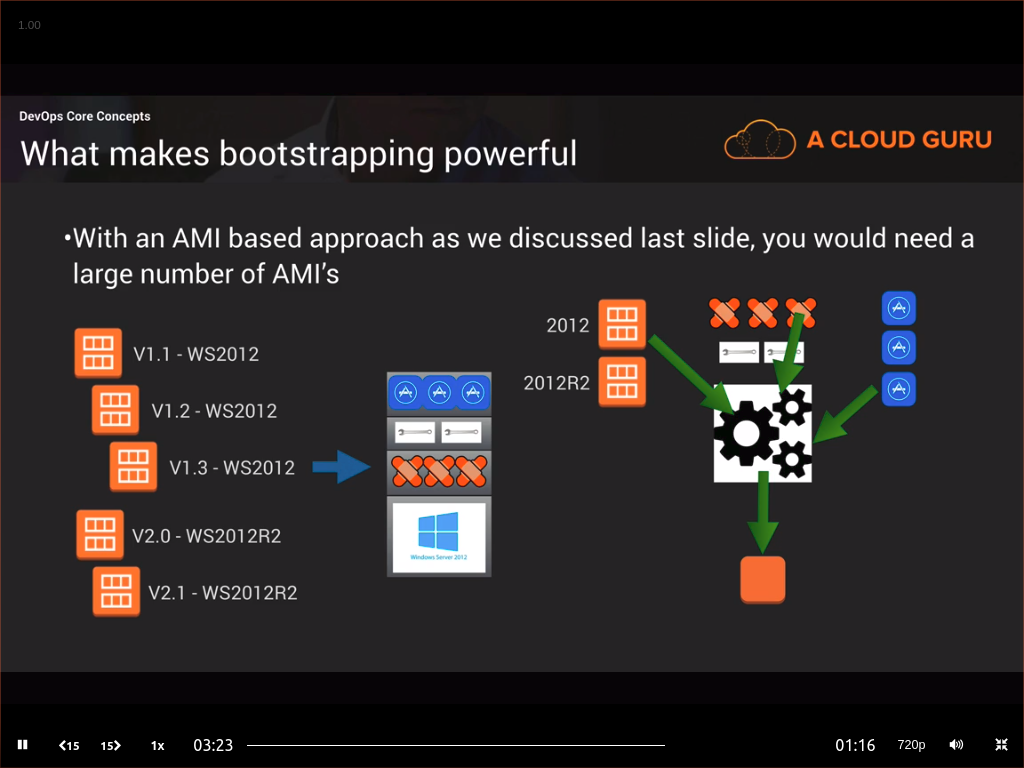 1.00
DevOps Core Concepts
What makes bootstrapping powerful
A CLOUD GURU
•With an AMI based approach as we discussed last slide, you would need a
large number of AMI's
V1.1 - WS2012
V1.2 - WS2012
V1.3 - WS2012
V2.0 - WS2012R2
V2.1 - WS2012R2
Windows Server 2012
2012
2012R2
15
15
1x
03:23
01:16
720p